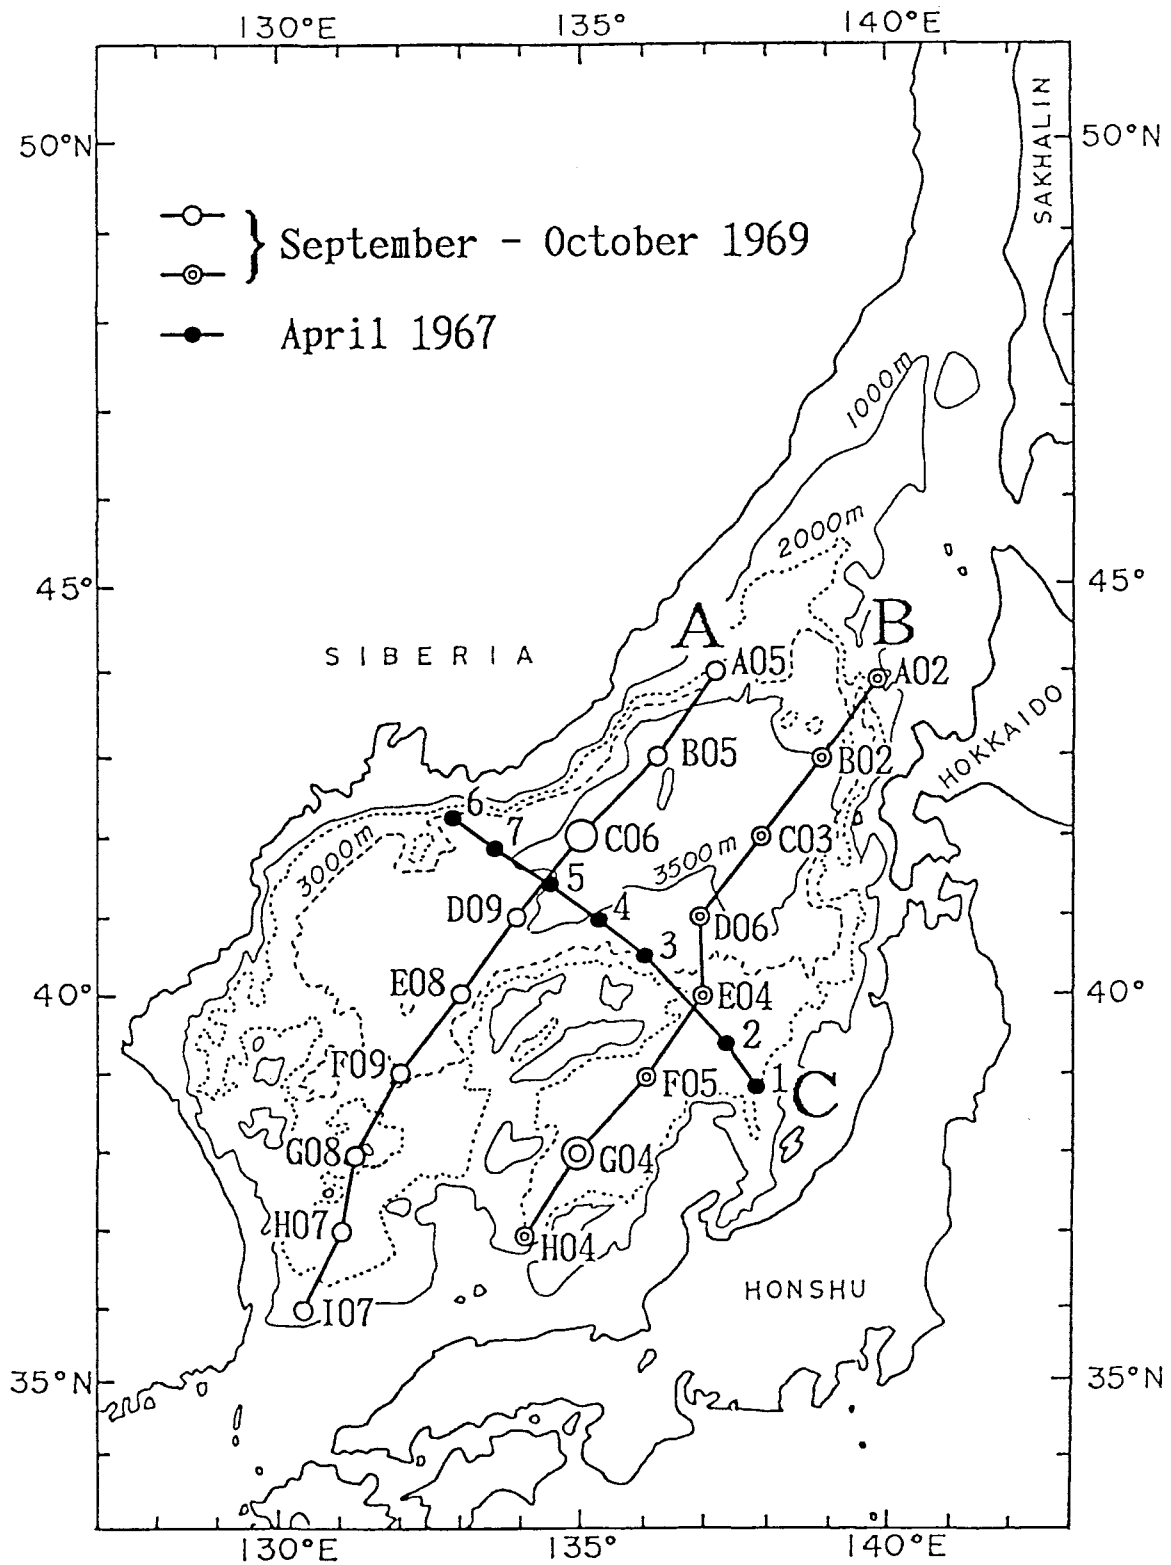 130°E 135° 140°E
50°N 50°N
SAKHALIN
} September - October 1969
April 1967
1000m
2000m
45° 45°
A B
SIBERIA
A05 A02
HOKKAIDO
B05 B02
6
7
3000m
C06 3500m C03
5
D09 4 D06
3
E08 E04
40° 40°
2
F09 F05 1 C
G08 G04
H07 H04
HONSHU
I07
35°N 35°N
130°E 135° 140°E